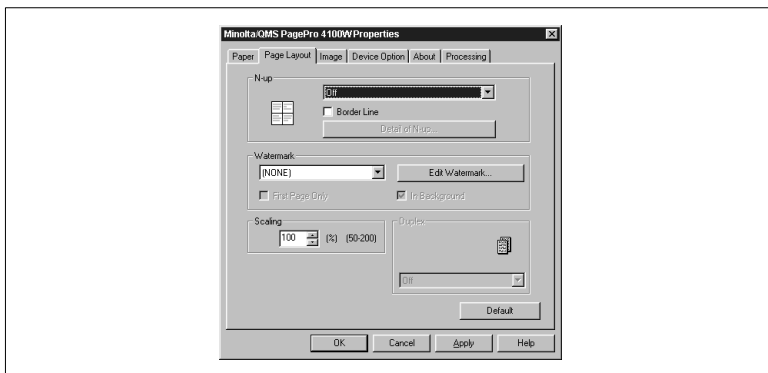 Minolta/QMS PagePro 4100W Properties
Paper Page Layout Image Device Option About Processing
N-up
Off
Border Line
Detail of N-up...
Watermark
(NONE) Edit Watermark...
First Page Only In Background
Scaling Duplex
100 (%) (50-200)
Off
Default
OK Cancel Apply Help